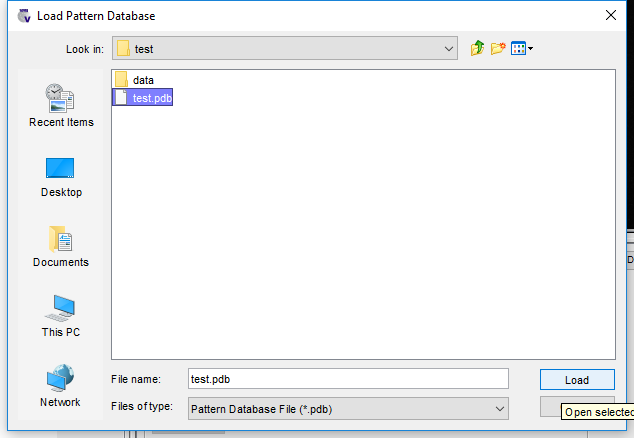 Load Pattern Database
Look in:
test
data
test.pdb
Recent Items
Desktop
Documents
This PC
Network
File name:
test.pdb
Load
Files of type:
Pattern Database File (*.pdb)
Open selected
D